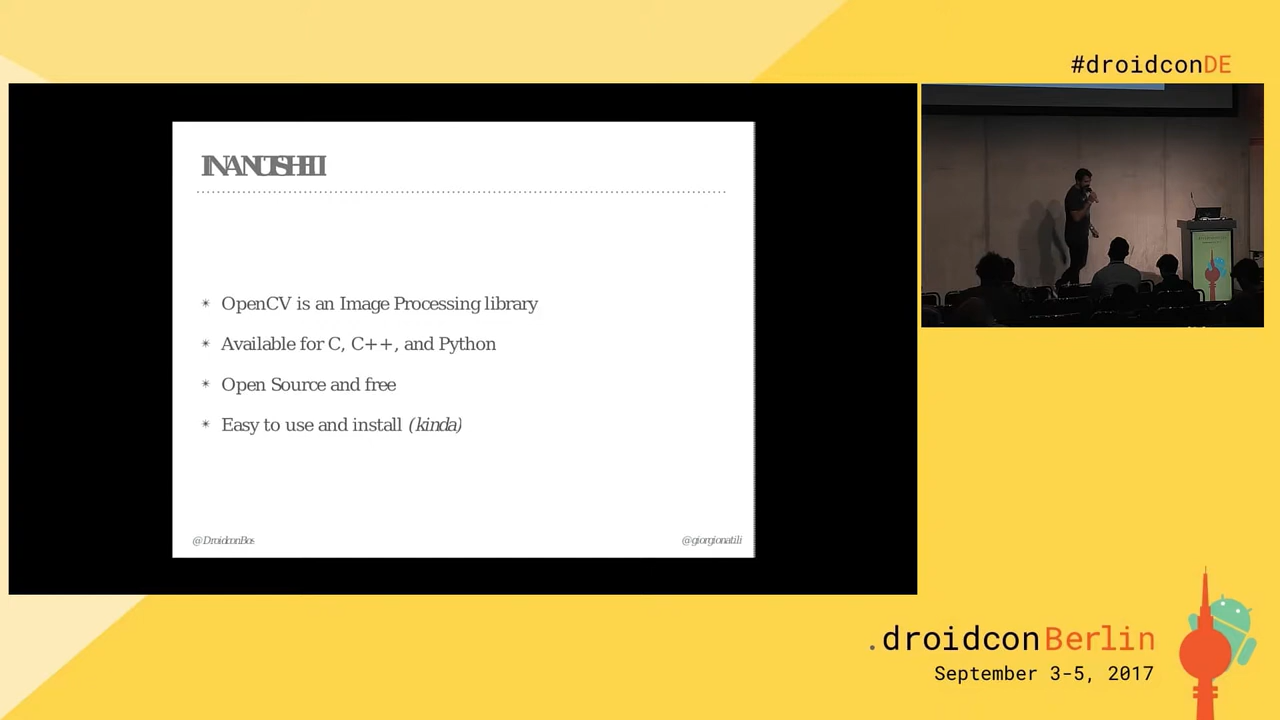 #droidconDE
IN A NUTSHELL
* OpenCV is an Image Processing library
* Available for C, C++, and Python
* Open Source and free
* Easy to use and install (kinda)
@DroidconBos
@giorgionatili
.droidconBerlin
September 3-5, 2017